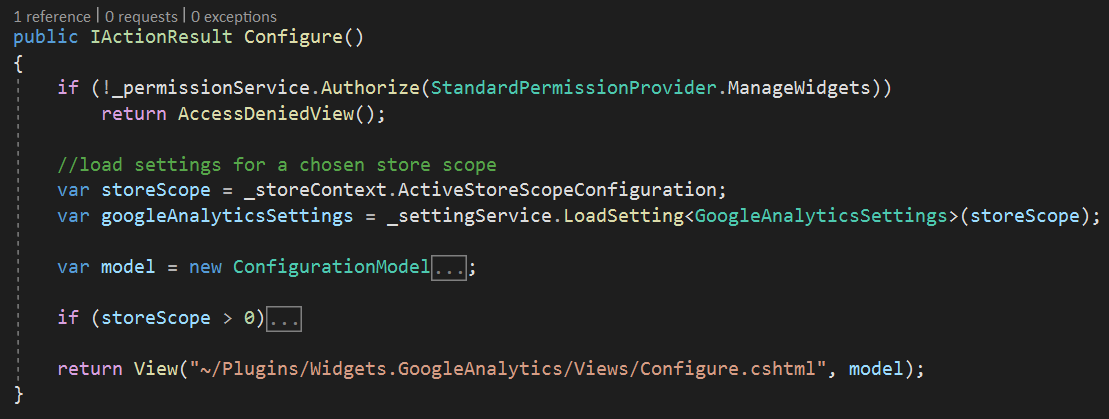 1 reference | 0 requests | 0 exceptions
public IActionResult Configure()
{
    if (!_permissionService.Authorize(StandardPermissionProvider.ManageWidgets))
        return AccessDeniedView();

    //load settings for a chosen store scope
    var storeScope = _storeContext.ActiveStoreScopeConfiguration;
    var googleAnalyticsSettings = _settingService.LoadSetting<GoogleAnalyticsSettings>(storeScope);

    var model = new ConfigurationModel...;

    if (storeScope > 0)...

    return View("~/Plugins/Widgets.GoogleAnalytics/Views/Configure.cshtml", model);
}